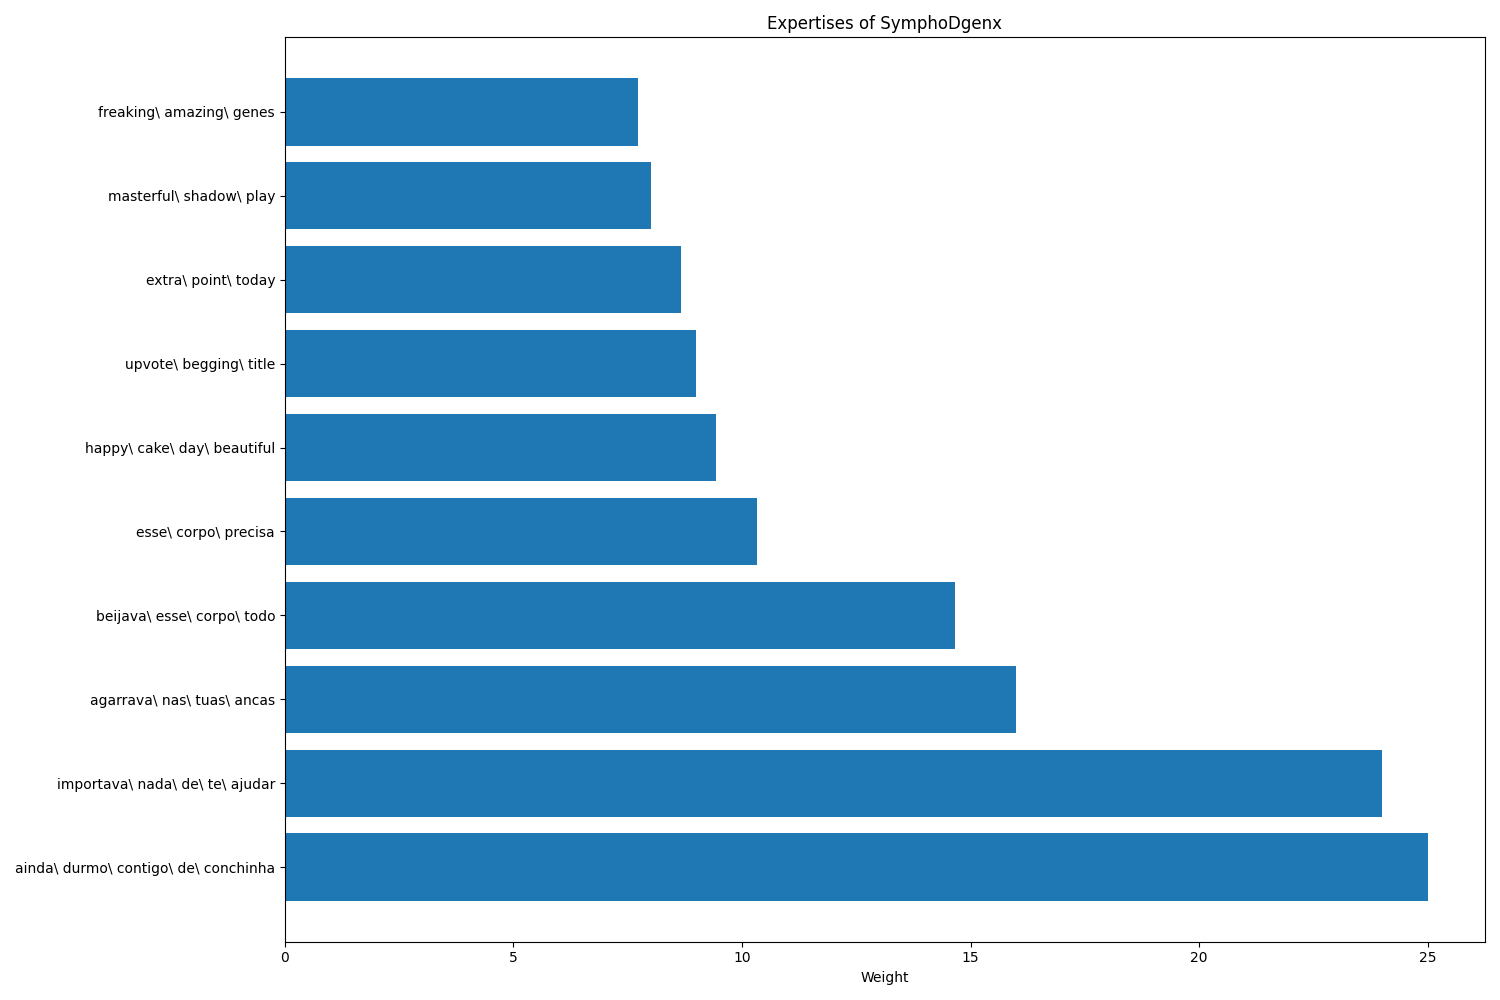 Expertises of SymphoDgenx
freaking\ amazing\ genes
masterful\ shadow\ play
extra\ point\ today
upvote\ begging\ title
happy\ cake\ day\ beautiful
esse\ corpo\ precisa
beijava\ esse\ corpo\ todo
agarrava\ nas\ tuas\ ancas
importava\ nada\ de\ te\ ajudar
ainda\ durmo\ contigo\ de\ conchinha
0 5 10 15 20 25
Weight